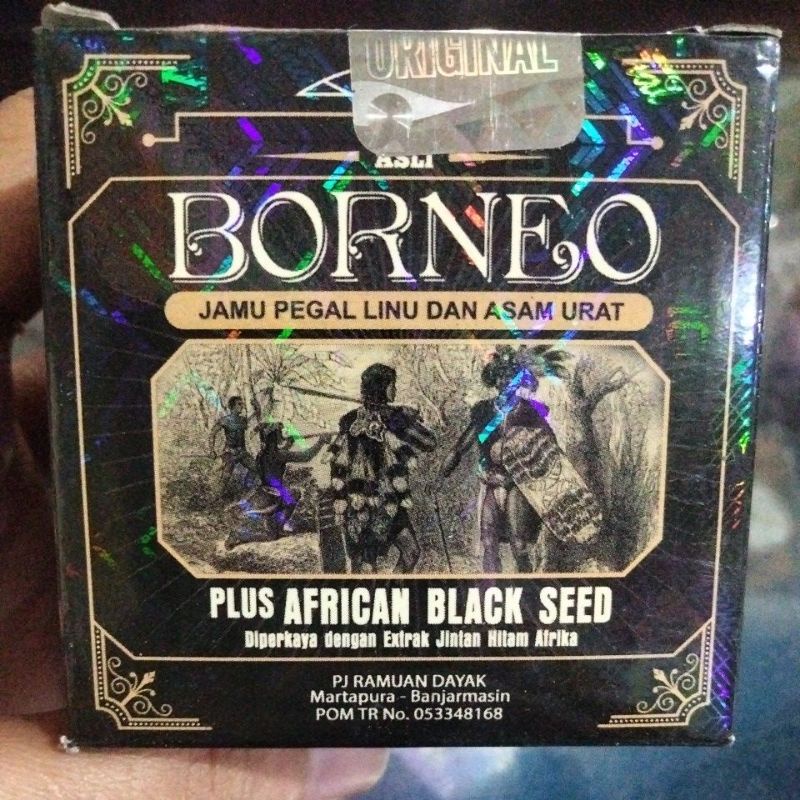 ORIGINAL
ASLI
BORNEO
JAMU PEGAL LINU DAN ASAM URAT
PLUS AFRICAN BLACK SEED
Diperkaya dengan Extrak Jintan Hitam Afrika
PJ RAMUAN DAYAK
Martapura - Banjarmasin
POM TR No. 053348168